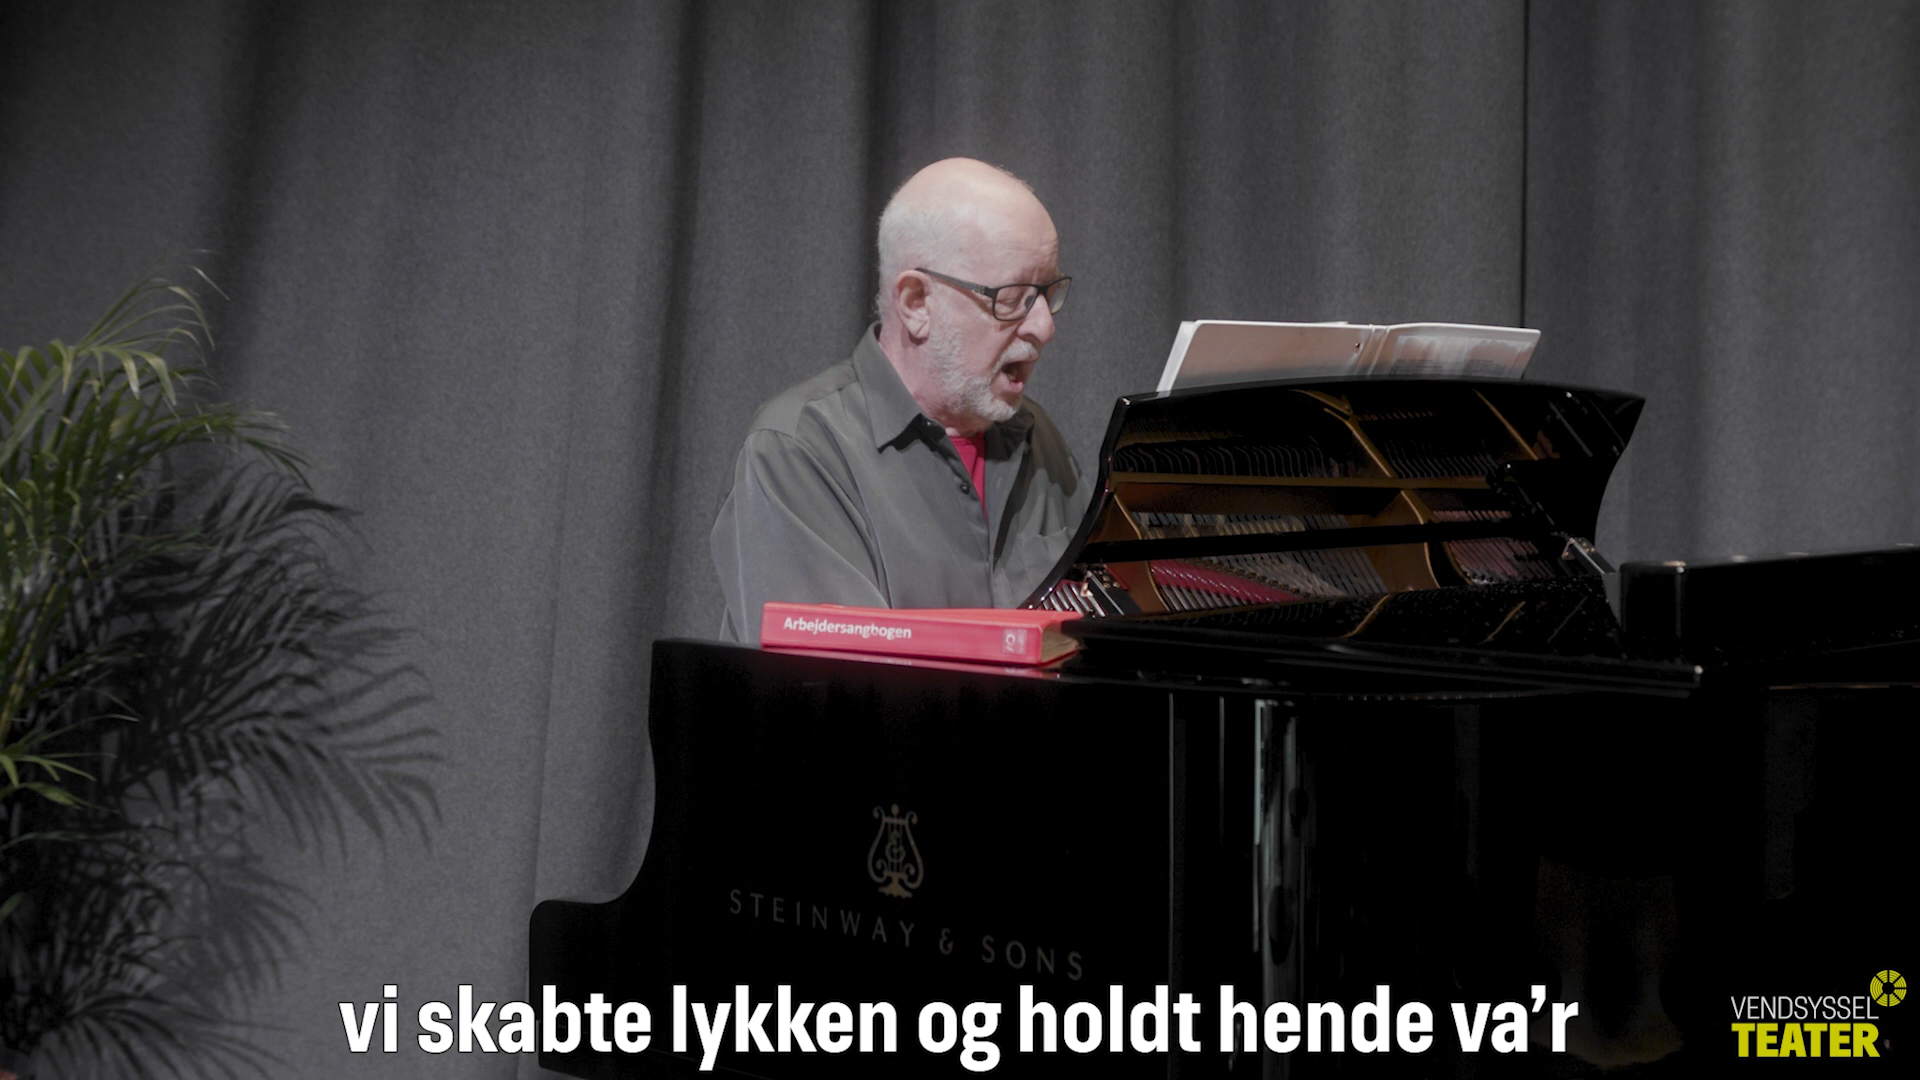 Arbejdersangbogen
STEINWAY & SONS
vi skabte lykken og holdt hende va’r
VENDSYSSEL
TEATER